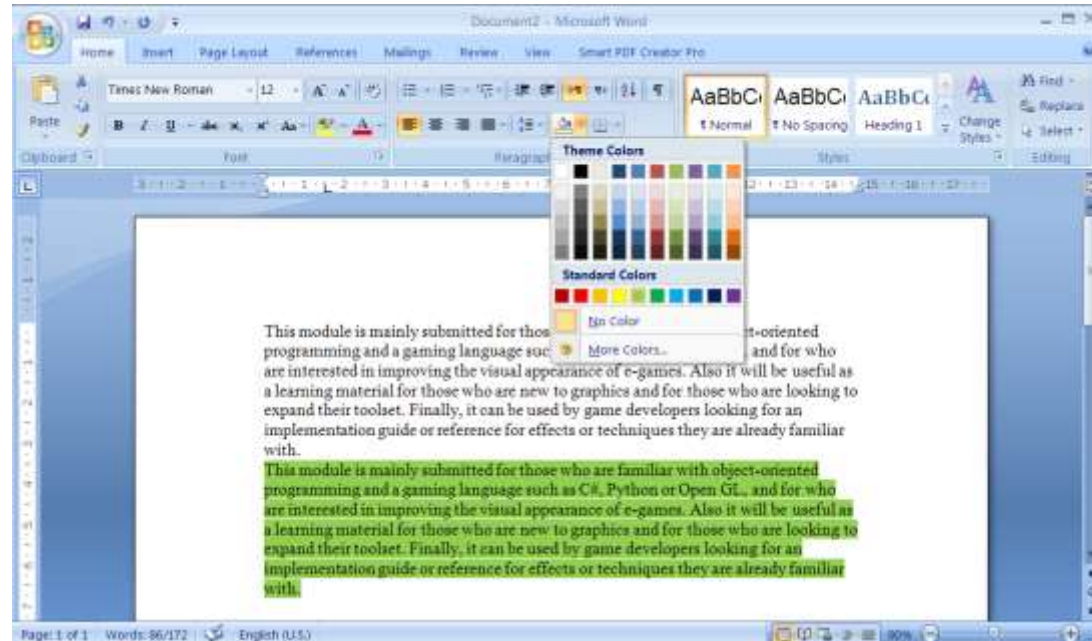 Document2 - Microsoft Word
Home Insert Page Layout References Mailings Review View Smart PDF Creator Pro
Paste
Times New Roman 12
B I U abe x, x² Aa A
AaBbCc AaBbCc AaBbCc
¶ Normal ¶ No Spacing Heading 1
Change Styles
Find
Replace
Select
Clipboard Font Paragraph Styles Editing
Theme Colors
Standard Colors
No Color
More Colors...
This module is mainly submitted for those t-oriented
programming and a gaming language suc and for who
are interested in improving the visual appearance of e-games. Also it will be useful as
a learning material for those who are new to graphics and for those who are looking to
expand their toolset. Finally, it can be used by game developers looking for an
implementation guide or reference for effects or techniques they are already familiar
with.
This module is mainly submitted for those who are familiar with object-oriented
programming and a gaming language such as C#, Python or Open GL, and for who
are interested in improving the visual appearance of e-games. Also it will be useful as
a learning material for those who are new to graphics and for those who are looking to
expand their toolset. Finally, it can be used by game developers looking for an
implementation guide or reference for effects or techniques they are already familiar
with.
Page: 1 of 1 Words: 86/172 English (U.S.) 90%